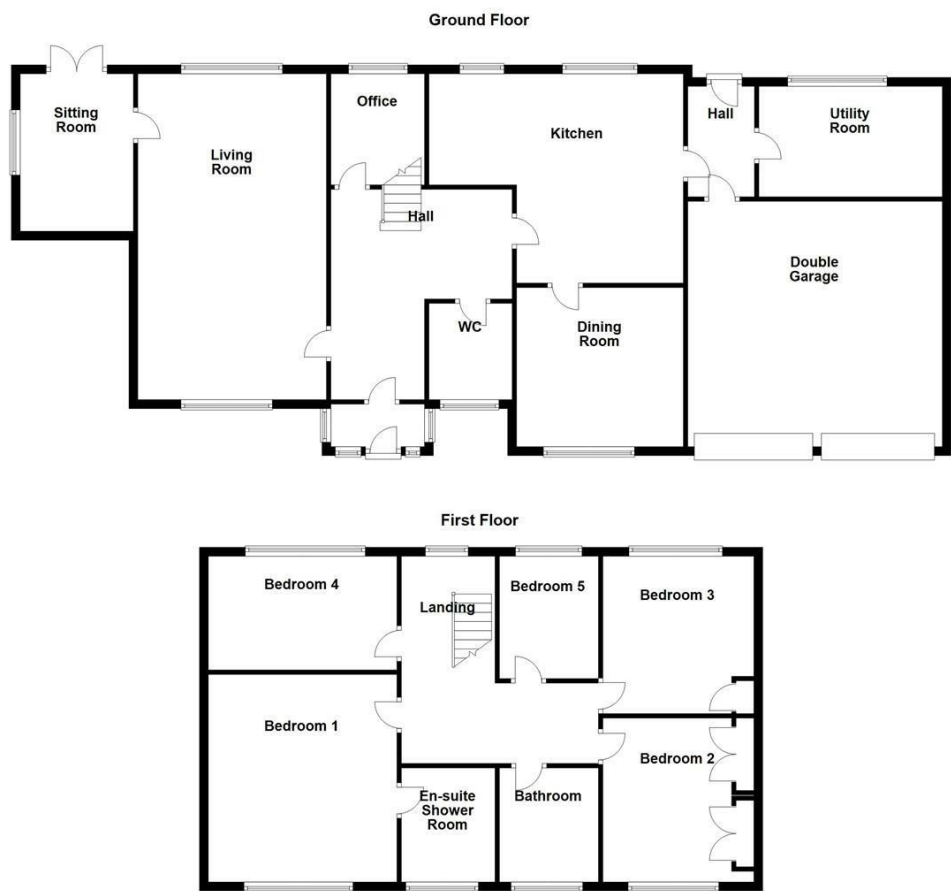 Ground Floor
Sitting
Room
Living
Room
Office
Kitchen
Hall
Utility
Room
Hall
Double
Garage
WC
Dining
Room
First Floor
Bedroom 4
Landing
Bedroom 5
Bedroom 3
Bedroom 1
Bedroom 2
En-suite
Shower
Room
Bathroom